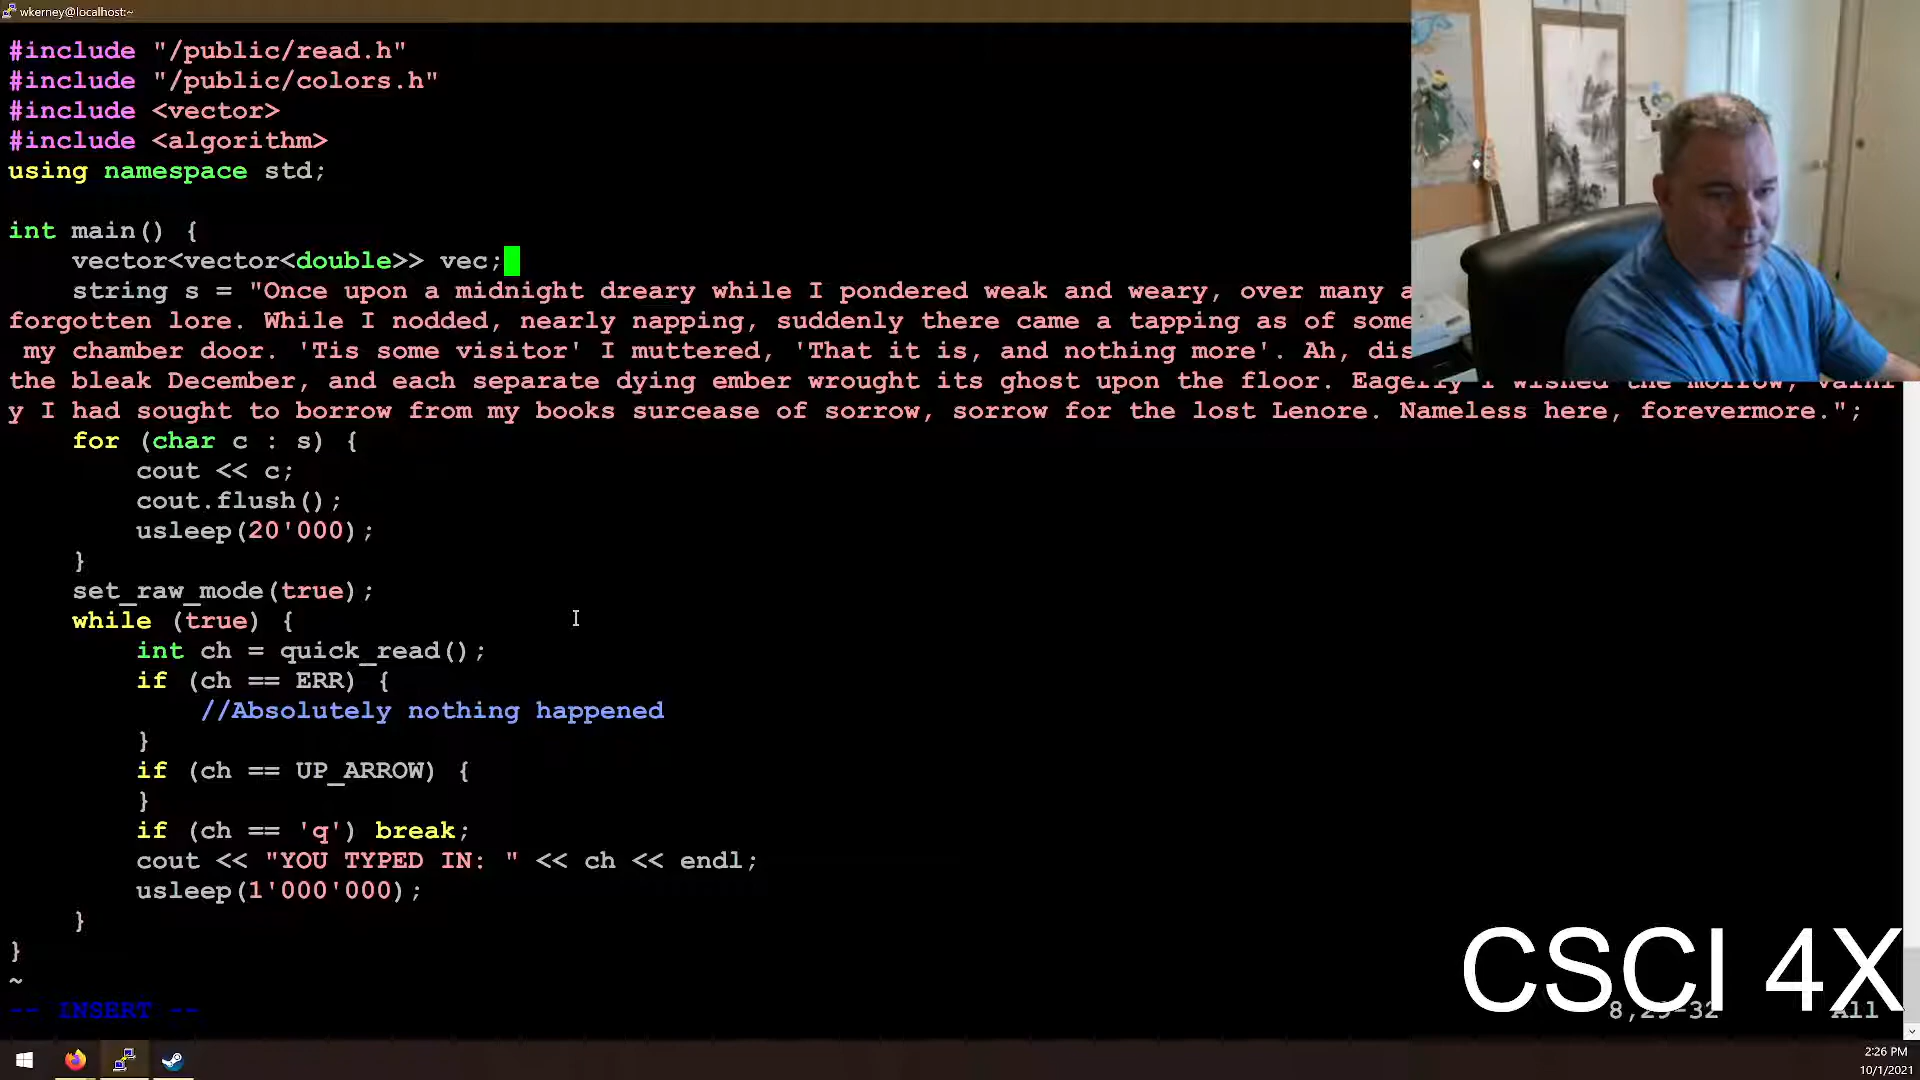 wkerney@localhost:~
#include "/public/read.h"
#include "/public/colors.h"
#include <vector>
#include <algorithm>
using namespace std;
int main() {
    vector<vector<double>> vec;
    string s = "Once upon a midnight dreary while I pondered weak and weary, over many a
forgotten lore. While I nodded, nearly napping, suddenly there came a tapping as of some
 my chamber door. 'Tis some visitor' I muttered, 'That it is, and nothing more'. Ah, dis
the bleak December, and each separate dying ember wrought its ghost upon the floor. Eagerly I wished the morrow, vainl
y I had sought to borrow from my books surcease of sorrow, sorrow for the lost Lenore. Nameless here, forevermore.";
    for (char c : s) {
        cout << c;
        cout.flush();
        usleep(20'000);
    }
    set_raw_mode(true);
    while (true) {
        int ch = quick_read();
        if (ch == ERR) {
            //Absolutely nothing happened
        }
        if (ch == UP_ARROW) {
        }
        if (ch == 'q') break;
        cout << "YOU TYPED IN: " << ch << endl;
        usleep(1'000'000);
    }
}
~
-- INSERT --
All
CSCI 4X
2:26 PM
10/1/2021